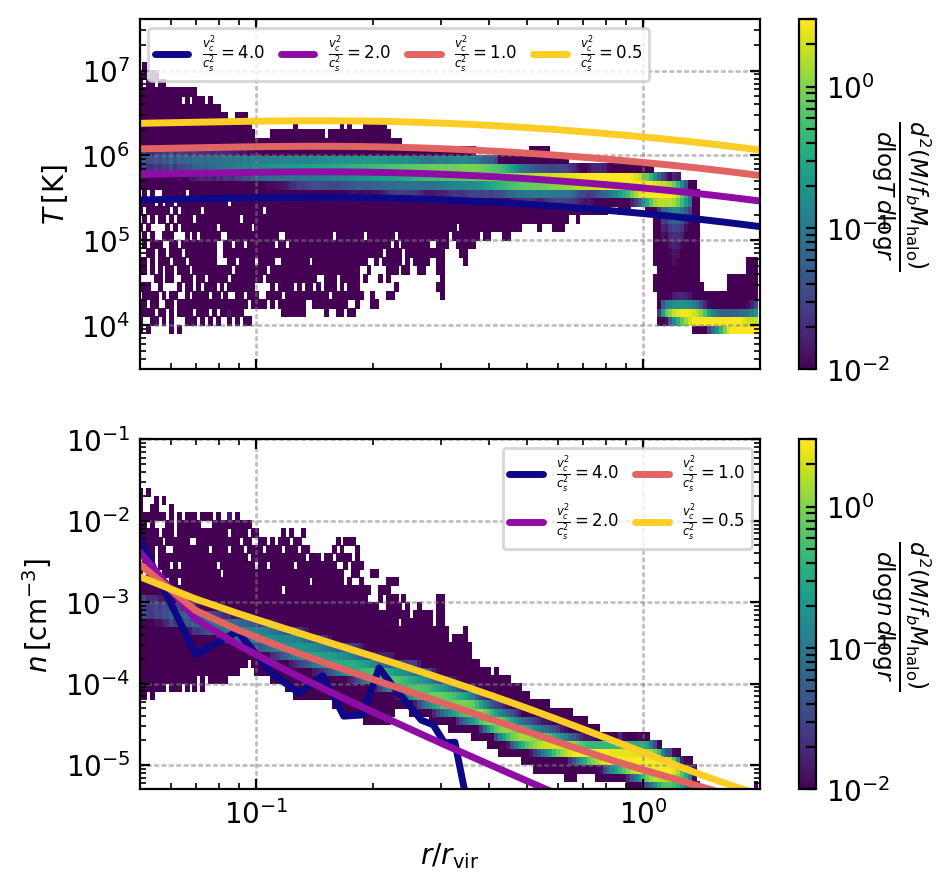 v_c^2/c_s^2 = 4.0 v_c^2/c_s^2 = 2.0 v_c^2/c_s^2 = 1.0 v_c^2/c_s^2 = 0.5
10^7
10^6
10^5
10^4
T [K]
10^0
10^{-1}
10^{-2}
d^2(M/f_b M_halo)
dlogT dlogr
10^{-1}
10^{-2}
10^{-3}
10^{-4}
10^{-5}
n [cm^{-3}]
v_c^2/c_s^2 = 4.0 v_c^2/c_s^2 = 1.0
v_c^2/c_s^2 = 2.0 v_c^2/c_s^2 = 0.5
10^{-1} 10^0
r/r_vir
10^0
10^{-1}
10^{-2}
d^2(M/f_b M_halo)
dlogn dlogr